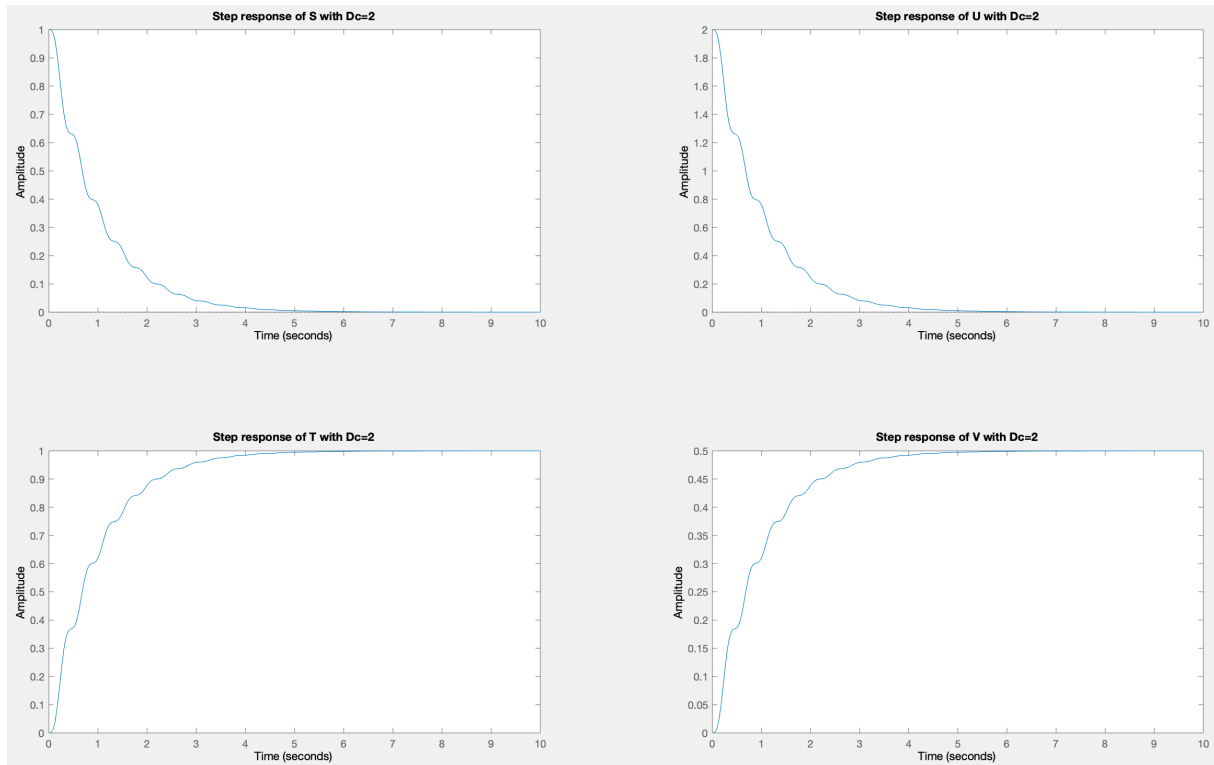 Step response of S with Dc=2
1
0.9
0.8
0.7
0.6
0.5
0.4
0.3
0.2
0.1
0
Amplitude
0 1 2 3 4 5 6 7 8 9 10
Time (seconds)
Step response of U with Dc=2
2
1.8
1.6
1.4
1.2
1
0.8
0.6
0.4
0.2
0
Amplitude
0 1 2 3 4 5 6 7 8 9 10
Time (seconds)
Step response of T with Dc=2
1
0.9
0.8
0.7
0.6
0.5
0.4
0.3
0.2
0.1
0
Amplitude
0 1 2 3 4 5 6 7 8 9 10
Time (seconds)
Step response of V with Dc=2
0.5
0.45
0.4
0.35
0.3
0.25
0.2
0.15
0.1
0.05
0
Amplitude
0 1 2 3 4 5 6 7 8 9 10
Time (seconds)